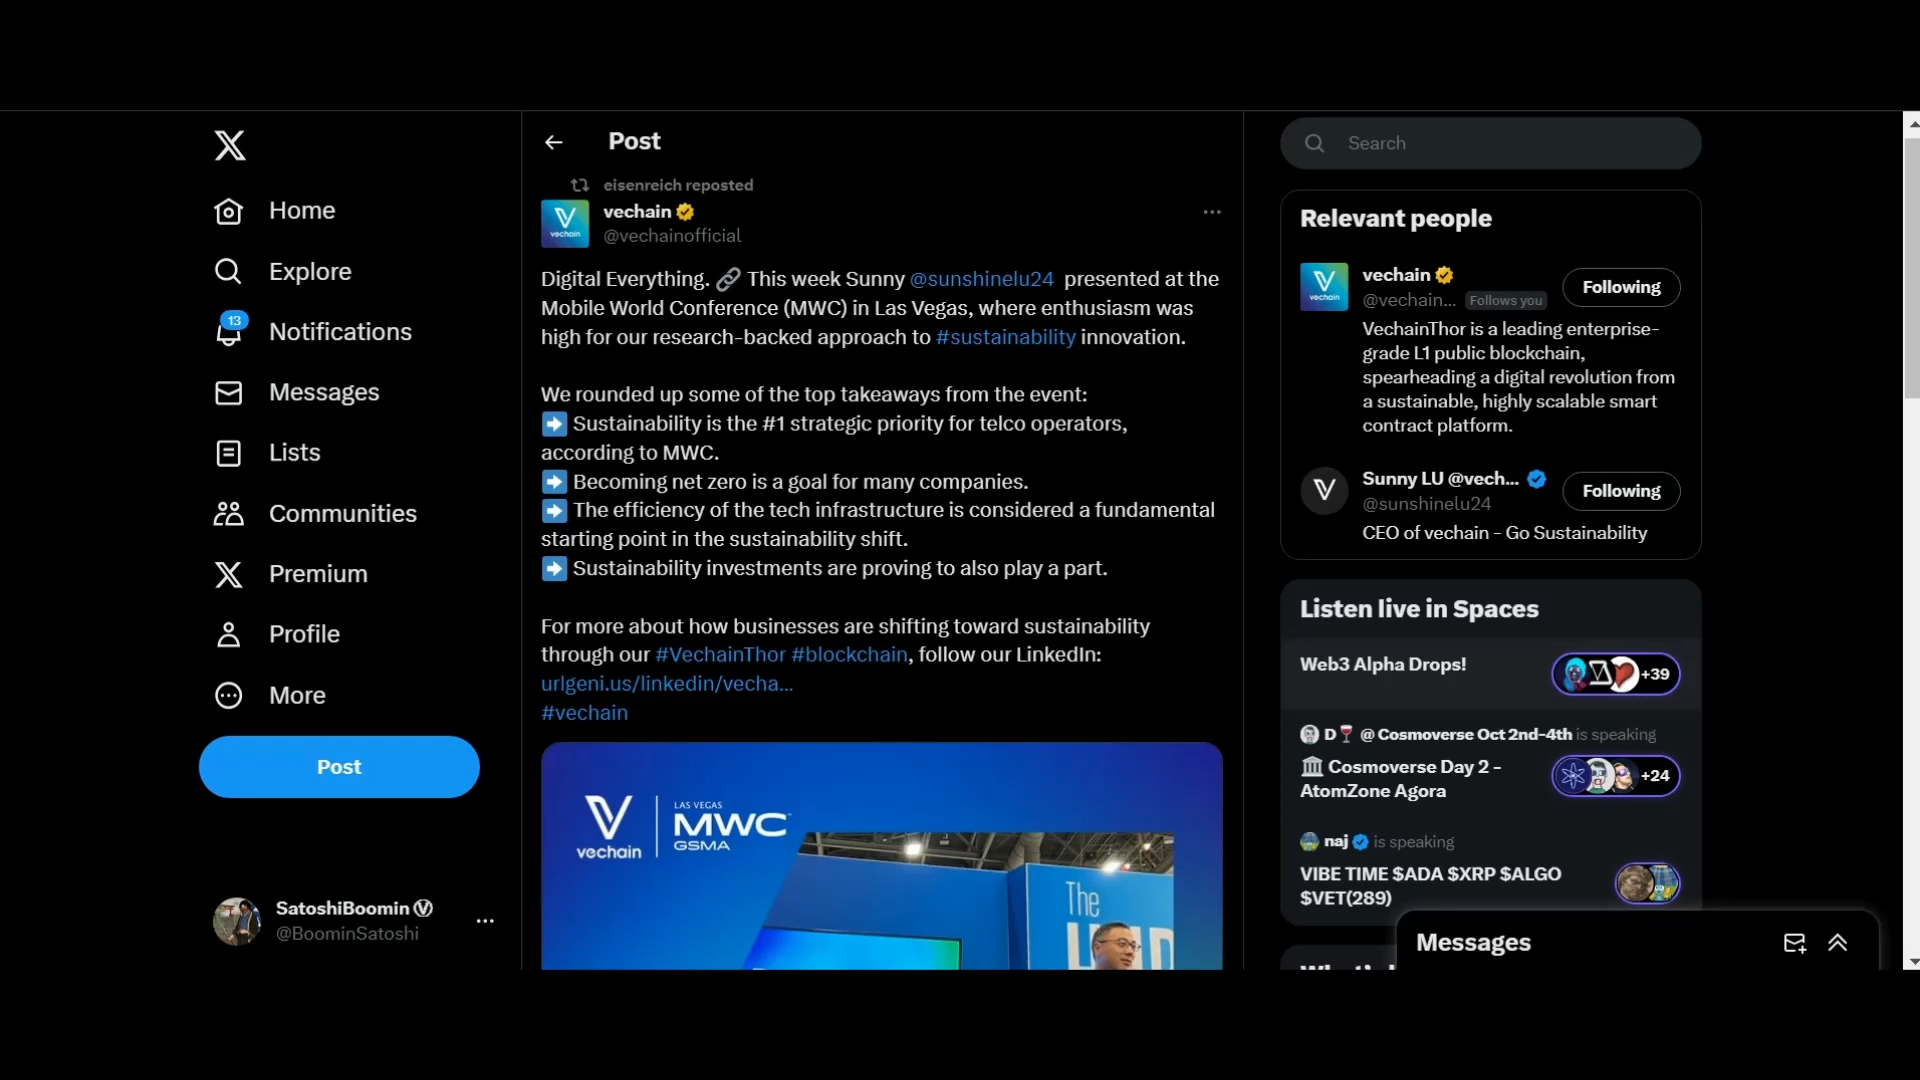 Home
Explore
13
Notifications
Messages
Lists
Communities
Premium
Profile
More
Post
SatoshiBoomin
@BoominSatoshi
Post
eisenreich reposted
vechain
@vechainofficial
vechain
Digital Everything. 🔗 This week Sunny @sunshinelu24 presented at the
Mobile World Conference (MWC) in Las Vegas, where enthusiasm was
high for our research-backed approach to #sustainability innovation.
We rounded up some of the top takeaways from the event:
➡️ Sustainability is the #1 strategic priority for telco operators,
according to MWC.
➡️ Becoming net zero is a goal for many companies.
➡️ The efficiency of the tech infrastructure is considered a fundamental
starting point in the sustainability shift.
➡️ Sustainability investments are proving to also play a part.
For more about how businesses are shifting toward sustainability
through our #VechainThor #blockchain, follow our LinkedIn:
urlgeni.us/linkedin/vecha...
#vechain
vechain
LAS VEGAS
MWC
GSMA
The
Search
Relevant people
vechain
vechain
@vechain... Follows you
Following
VechainThor is a leading enterprise-
grade L1 public blockchain,
spearheading a digital revolution from
a sustainable, highly scalable smart
contract platform.
Sunny LU @vech...
@sunshinelu24
Following
CEO of vechain - Go Sustainability
Listen live in Spaces
Web3 Alpha Drops!
+39
D🍷 @ Cosmoverse Oct 2nd-4th is speaking
🏛 Cosmoverse Day 2 -
AtomZone Agora
+24
naj is speaking
VIBE TIME $ADA $XRP $ALGO
$VET(289)
Messages